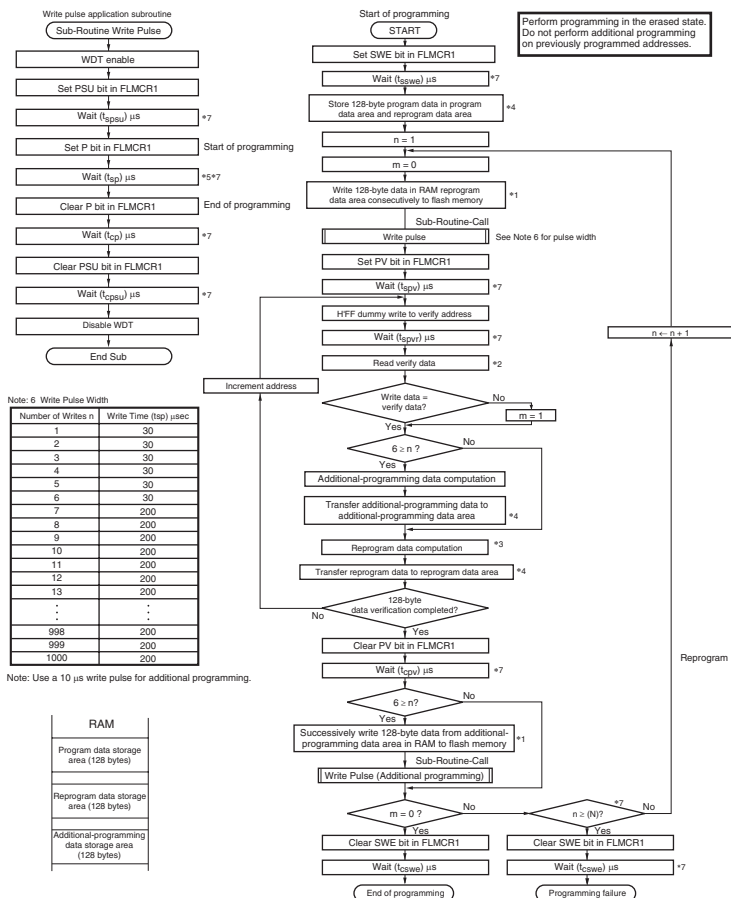 Write pulse application subroutine
Sub-Routine Write Pulse
WDT enable
Set PSU bit in FLMCR1
Wait (tspsu) μs
*7
Set P bit in FLMCR1
Start of programming
Wait (tsp) μs
*5*7
Clear P bit in FLMCR1
End of programming
Wait (tcp) μs
*7
Clear PSU bit in FLMCR1
Wait (tcpsu) μs
*7
Disable WDT
End Sub
Note: 6 Write Pulse Width
Number of Writes n Write Time (tsp) μsec
1 30
2 30
3 30
4 30
5 30
6 30
7 200
8 200
9 200
10 200
11 200
12 200
13 200
998 200
999 200
1000 200
Note: Use a 10 μs write pulse for additional programming.
RAM
Program data storage
area (128 bytes)
Reprogram data storage
area (128 bytes)
Additional-programming
data storage area
(128 bytes)
Start of programming
START
Perform programming in the erased state.
Do not perform additional programming
on previously programmed addresses.
Set SWE bit in FLMCR1
Wait (tsswe) μs
*7
Store 128-byte program data in program
data area and reprogram data area
*4
n = 1
m = 0
Write 128-byte data in RAM reprogram
data area consecutively to flash memory
*1
Sub-Routine-Call
Write pulse
See Note 6 for pulse width
Set PV bit in FLMCR1
Wait (tspv) μs
*7
H'FF dummy write to verify address
Wait (tspvr) μs
*7
Read verify data
*2
Increment address
n ← n + 1
Write data =
verify data?
No
m = 1
Yes
6 ≥ n ?
No
Yes
Additional-programming data computation
Transfer additional-programming data to
additional-programming data area
*4
Reprogram data computation
*3
Transfer reprogram data to reprogram data area
*4
128-byte
data verification completed?
No
Yes
Clear PV bit in FLMCR1
Reprogram
Wait (tcpv) μs
*7
6 ≥ n?
No
Yes
Successively write 128-byte data from additional-
programming data area in RAM to flash memory
*1
Sub-Routine-Call
Write Pulse (Additional programming)
m = 0 ?
No
n ≥ (N)?
*7
No
Yes
Yes
Clear SWE bit in FLMCR1
Clear SWE bit in FLMCR1
Wait (tcswe) μs
Wait (tcswe) μs
*7
End of programming
Programming failure